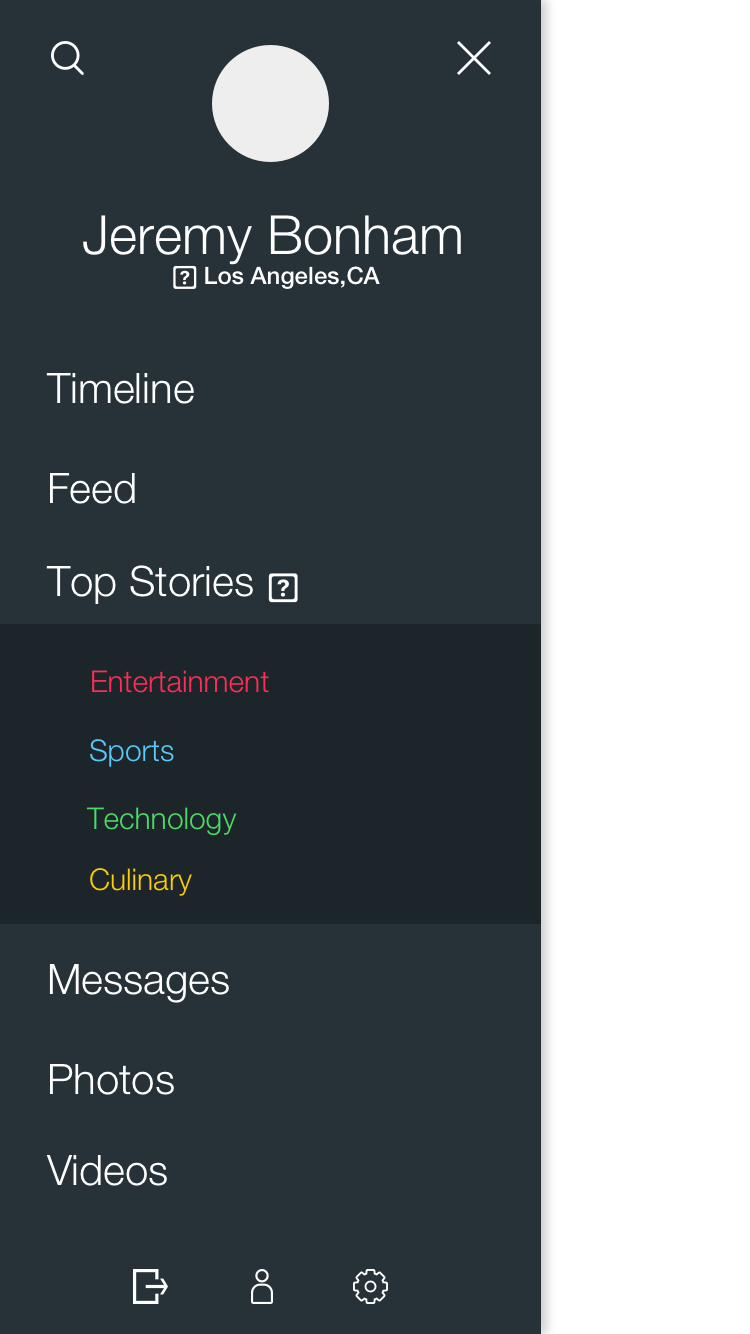 Jeremy Bonham
Los Angeles,CA
Timeline
Feed
Top Stories
Entertainment
Sports
Technology
Culinary
Messages
Photos
Videos